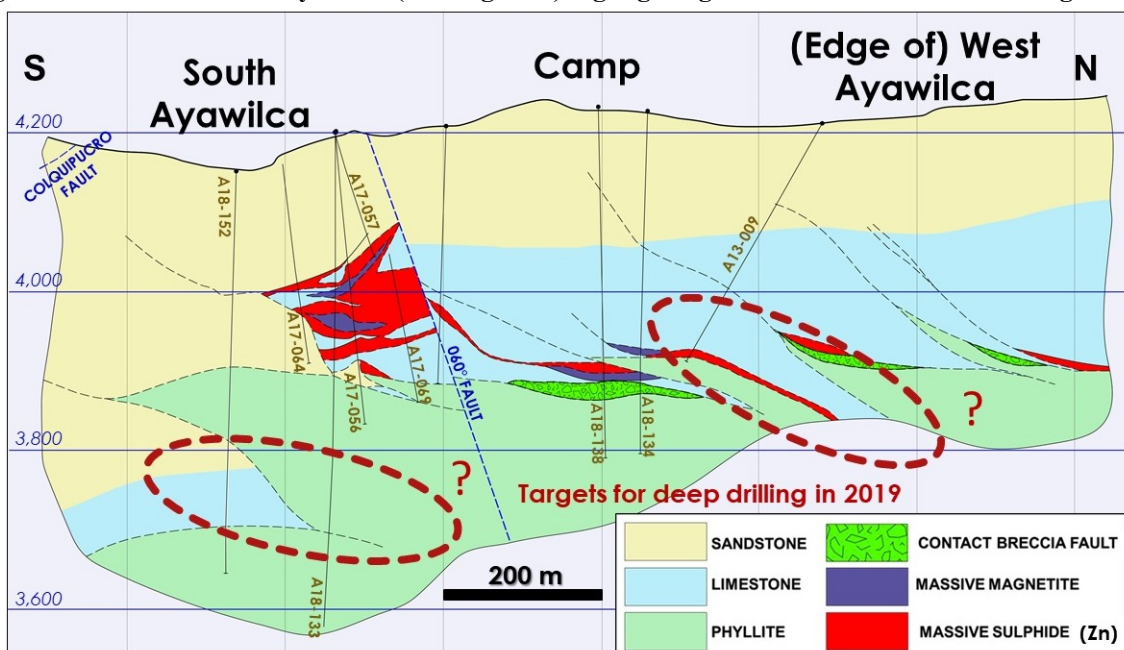 S
South
Ayawilca
Camp
(Edge of) West
Ayawilca
N
4,200
COLQUIPUCRO
FAULT
A18-152
A17-057
A13-009
4,000
A17-064
A17-056
A17-069
060° FAULT
A18-138
A18-134
3,800
?
?
Targets for deep drilling in 2019
200 m
3,600
A18-133
SANDSTONE
LIMESTONE
PHYLLITE
CONTACT BRECCIA FAULT
MASSIVE MAGNETITE
MASSIVE SULPHIDE (Zn)